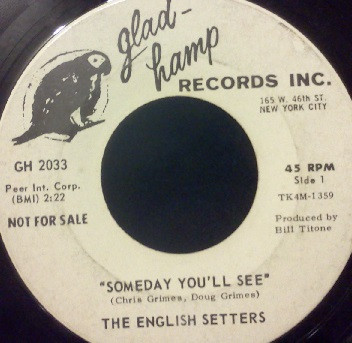 glad-
hamp
RECORDS INC.
165 W. 46th ST.
NEW YORK CITY
GH 2033
Peer Int. Corp.
(BMI) 2:22
NOT FOR SALE
45 RPM
Side 1
TK4M-1359
Produced by
Bill Titone
"SOMEDAY YOU'LL SEE"
(Chris Grimes, Doug Grimes)
THE ENGLISH SETTERS